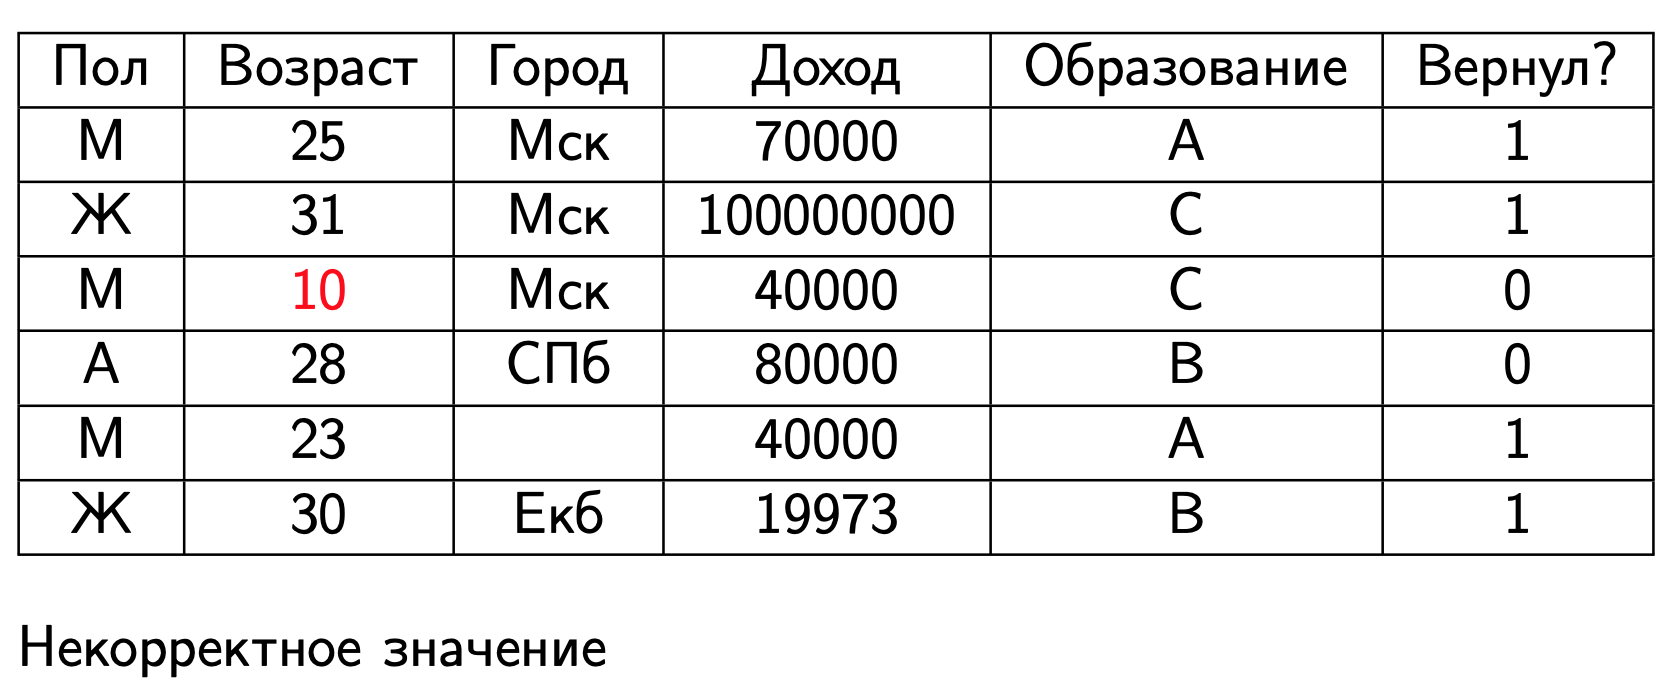 Пол Возраст Город Доход Образование Вернул?
М 25 Мск 70000 A 1
Ж 31 Мск 100000000 C 1
М 10 Мск 40000 C 0
А 28 СПб 80000 B 0
М 23 40000 A 1
Ж 30 Екб 19973 B 1
Некорректное значение